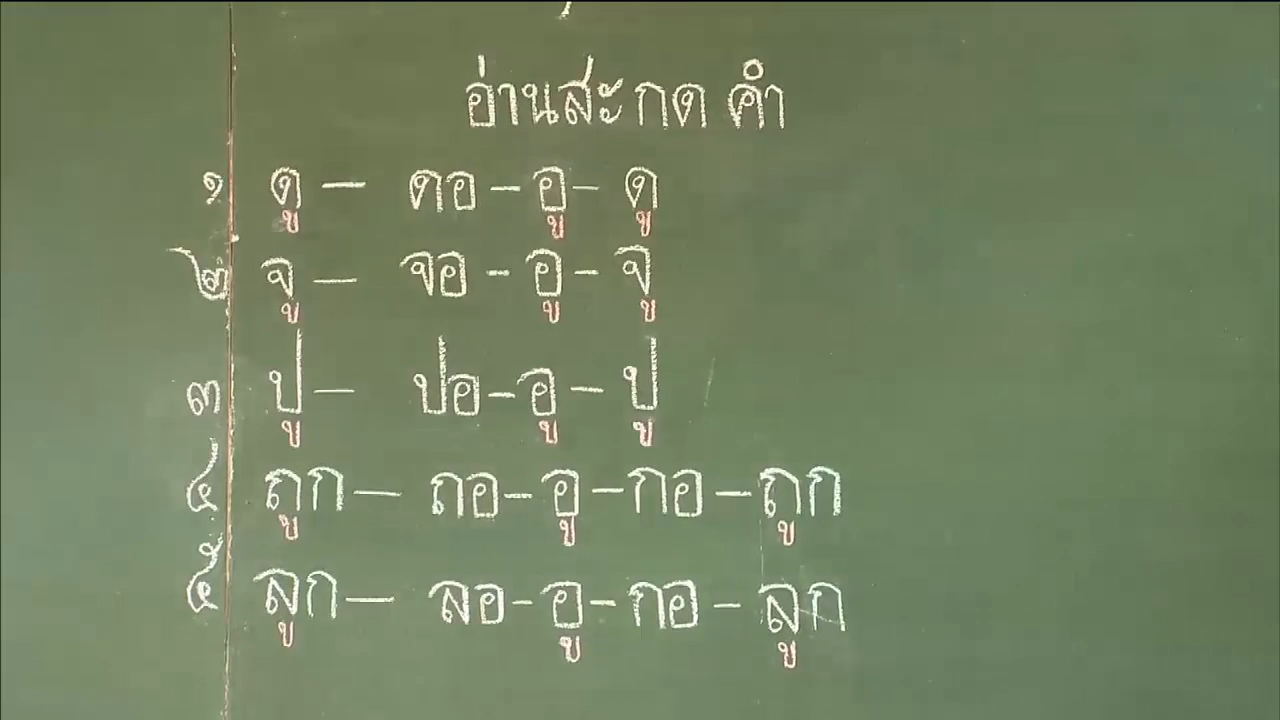 อ่านสะกด คำ
๑ ดู – ดอ – อู – ดู
๒ จู – จอ – อู – จู
๓ ปู – ปอ – อู – ปู
๔ ถูก – ถอ – อู – กอ – ถูก
๕ ลูก – ลอ – อู – กอ – ลูก